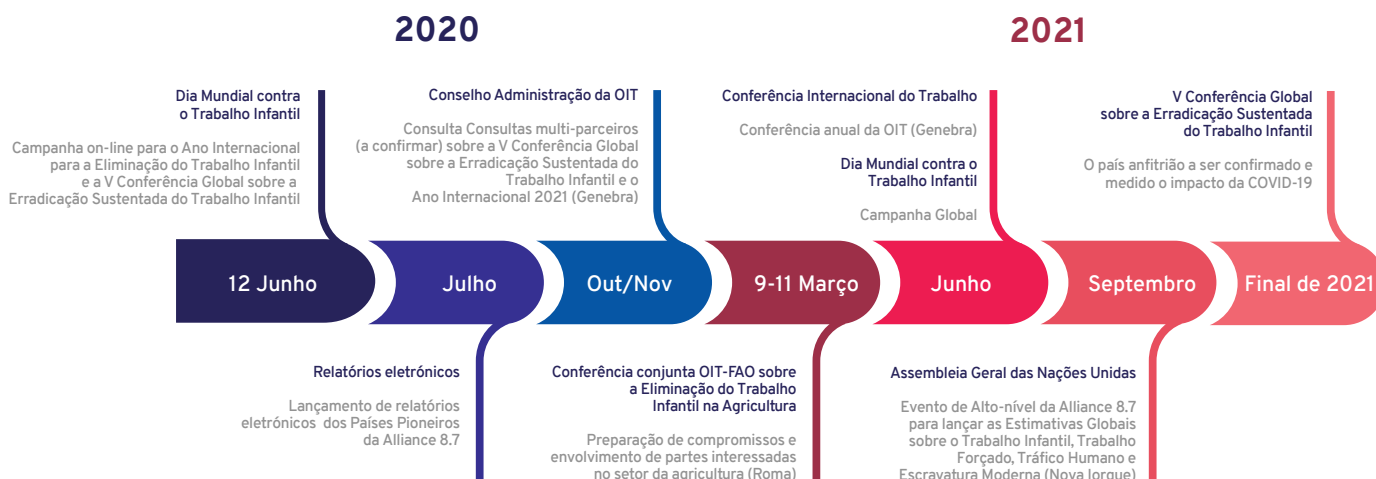 2020
2021
Dia Mundial contra
o Trabalho Infantil
Campanha on-line para o Ano Internacional
para a Eliminação do Trabalho Infantil
e a V Conferência Global sobre a
Erradicação Sustentada do Trabalho Infantil
Conselho Administração da OIT
Consulta Consultas multi-parceiros
(a confirmar) sobre a V Conferência Global
sobre a Erradicação Sustentada do
Trabalho Infantil e o
Ano Internacional 2021 (Genebra)
Conferência Internacional do Trabalho
Conferência anual da OIT (Genebra)
Dia Mundial contra o
Trabalho Infantil
Campanha Global
V Conferência Global
sobre a Erradicação Sustentada
do Trabalho Infantil
O país anfitrião a ser confirmado e
medido o impacto da COVID-19
12 Junho
Julho
Out/Nov
9-11 Março
Junho
Septembro
Final de 2021
Relatórios eletrónicos
Lançamento de relatórios
eletrónicos dos Países Pioneiros
da Alliance 8.7
Conferência conjunta OIT-FAO sobre
a Eliminação do Trabalho
Infantil na Agricultura
Preparação de compromissos e
envolvimento de partes interessadas
no setor da agricultura (Roma)
Assembleia Geral das Nações Unidas
Evento de Alto-nível da Alliance 8.7
para lançar as Estimativas Globais
sobre o Trabalho Infantil, Trabalho
Forçado, Tráfico Humano e
Escravatura Moderna (Nova Iorque)